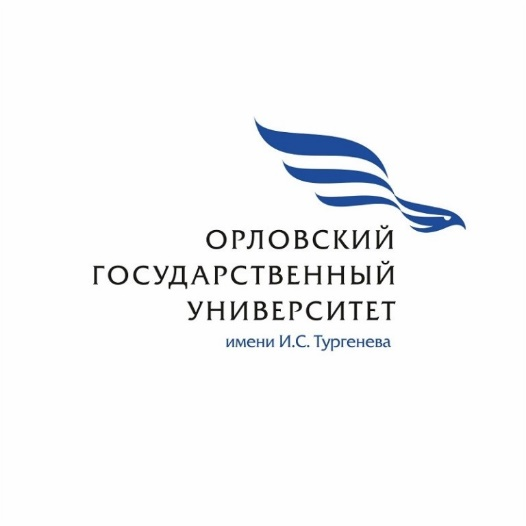 ОРЛОВСКИЙ
ГОСУДАРСТВЕННЫЙ
УНИВЕРСИТЕТ
имени И.С. Тургенева